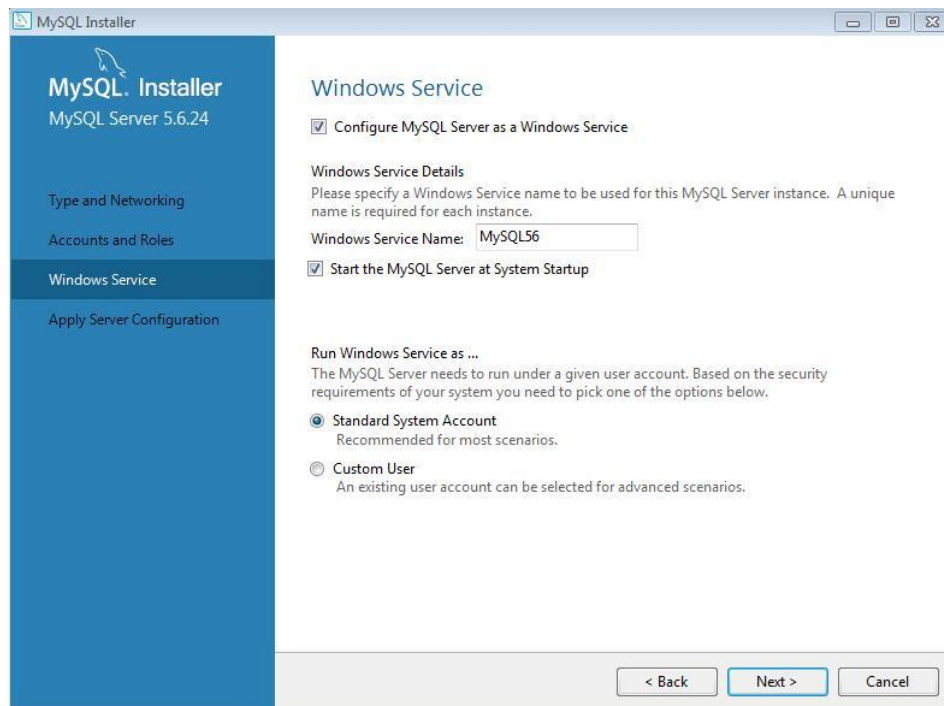 MySQL Installer
MySQL. Installer
MySQL Server 5.6.24
Type and Networking
Accounts and Roles
Windows Service
Apply Server Configuration
Windows Service
Configure MySQL Server as a Windows Service
Windows Service Details
Please specify a Windows Service name to be used for this MySQL Server instance. A unique
name is required for each instance.
Windows Service Name: MySQL56
Start the MySQL Server at System Startup
Run Windows Service as ...
The MySQL Server needs to run under a given user account. Based on the security
requirements of your system you need to pick one of the options below.
Standard System Account
Recommended for most scenarios.
Custom User
An existing user account can be selected for advanced scenarios.
< Back Next > Cancel